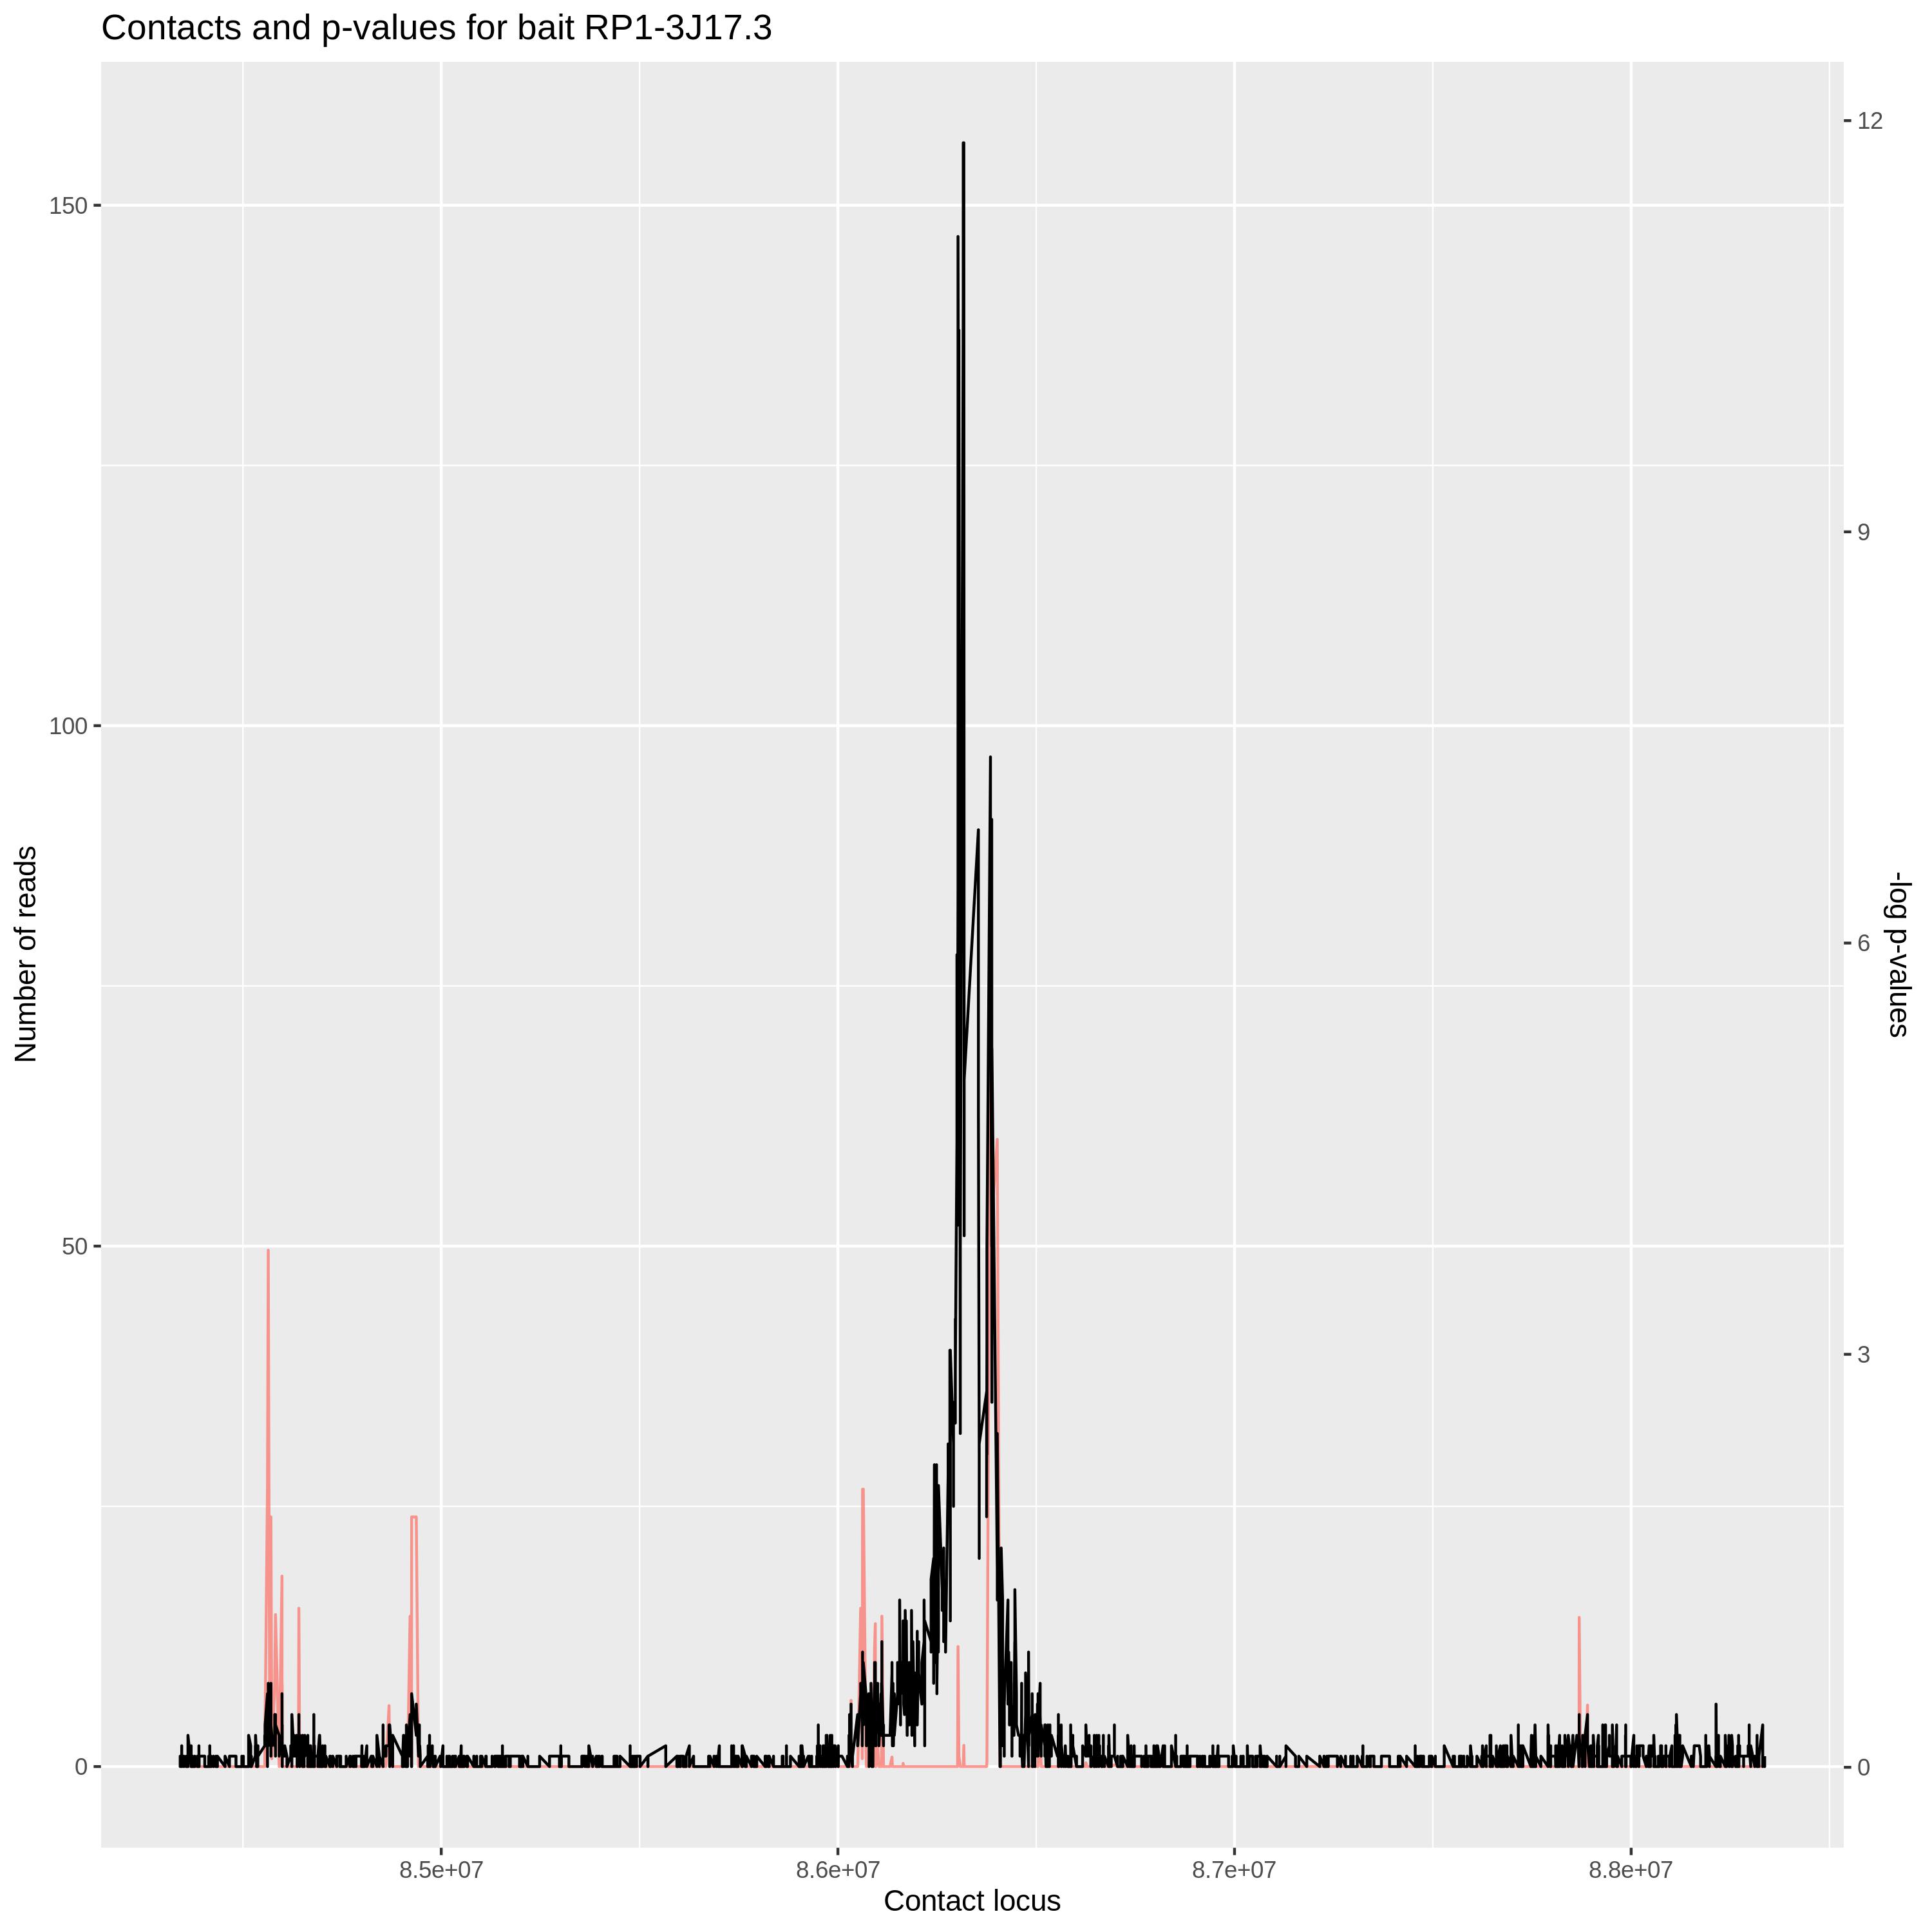 Contacts and p-values for bait RP1-3J17.3
12
150
9
100
6
Number of reads
-log p-values
50
3
0
0
8.5e+07
8.6e+07
8.7e+07
8.8e+07
Contact locus